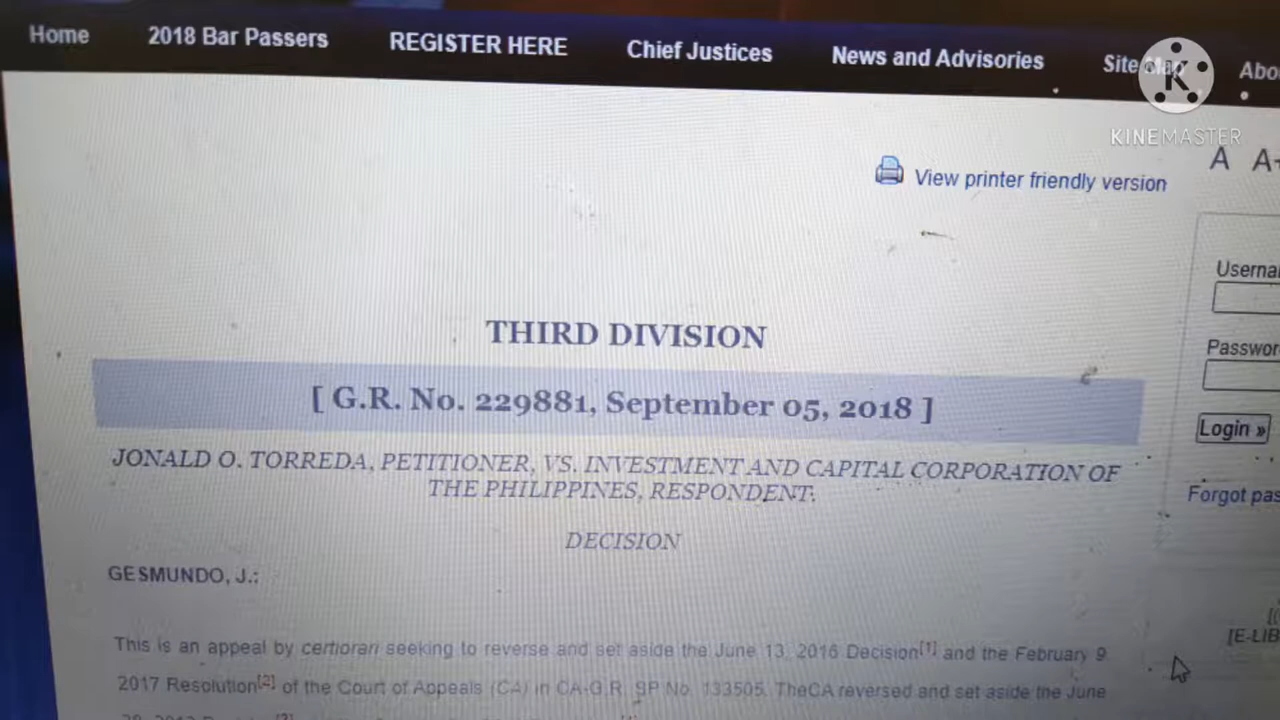 Home 2018 Bar Passers REGISTER HERE Chief Justices News and Advisories Site Map
KINEMASTER
View printer friendly version A A+
THIRD DIVISION
[ G.R. No. 229881, September 05, 2018 ]
JONALD O. TORREDA, PETITIONER, VS. INVESTMENT AND CAPITAL CORPORATION OF
THE PHILIPPINES, RESPONDENT.
DECISION
GESMUNDO, J.:
This is an appeal by certiorari seeking to reverse and set aside the June 13, 2016 Decision[1] and the February 9
2017 Resolution[2] of the Court of Appeals (CA) in CA-G.R. SP No. 133505. TheCA reversed and set aside the June
Login »